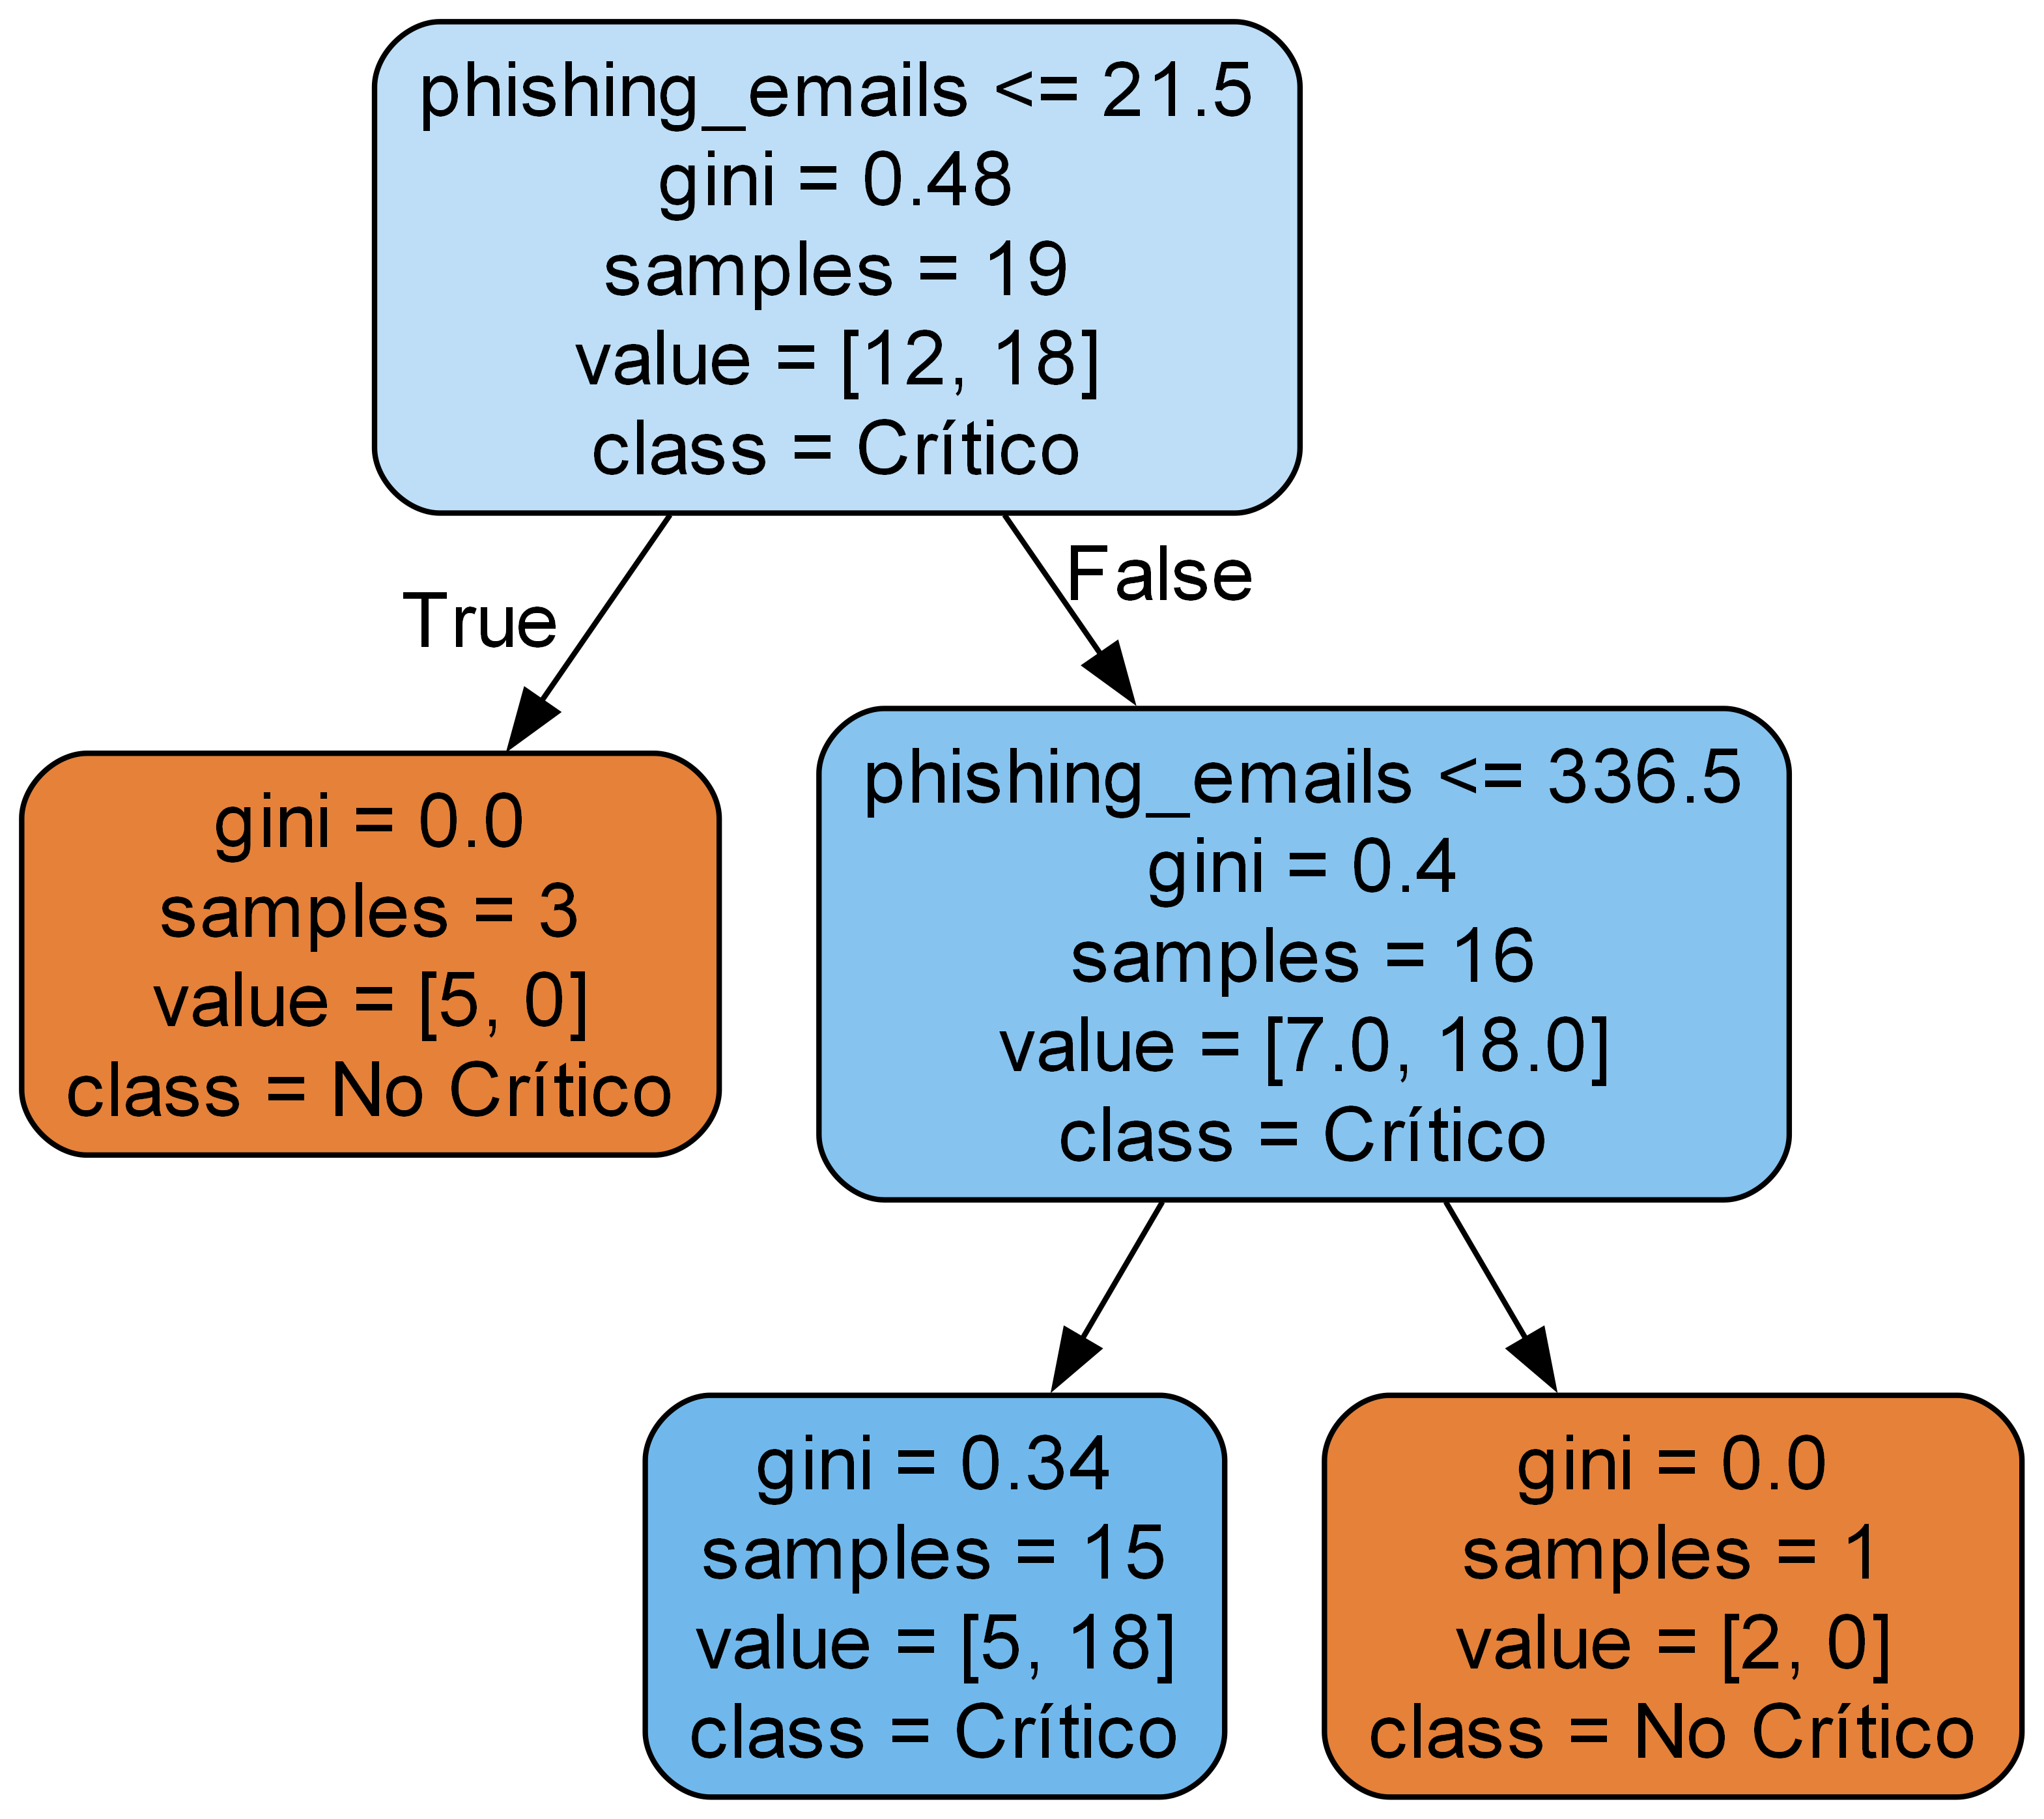 phishing_emails <= 21.5
gini = 0.48
samples = 19
value = [12, 18]
class = Crítico
True
False
gini = 0.0
samples = 3
value = [5, 0]
class = No Crítico
phishing_emails <= 336.5
gini = 0.4
samples = 16
value = [7.0, 18.0]
class = Crítico
gini = 0.34
samples = 15
value = [5, 18]
class = Crítico
gini = 0.0
samples = 1
value = [2, 0]
class = No Crítico